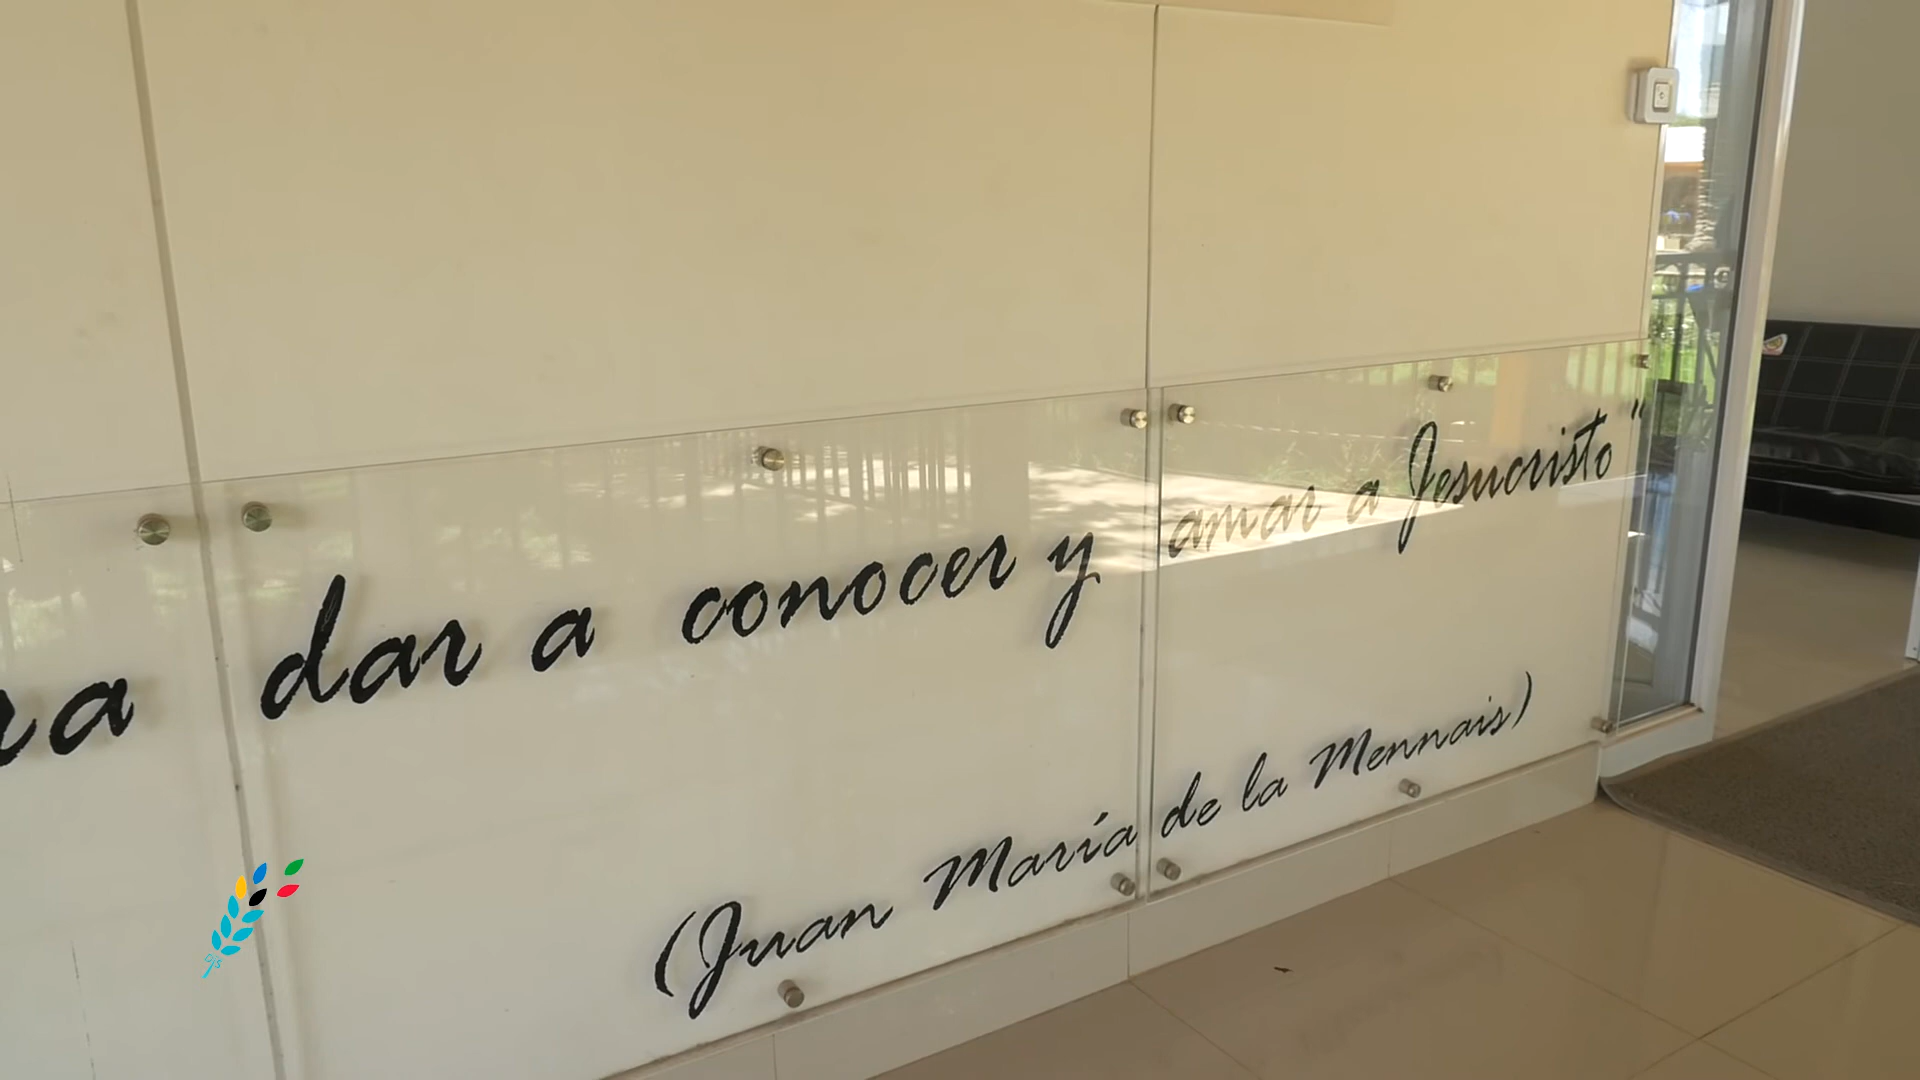 dar a conocer y amar a Jesucristo"
(Juan María de la Mennais)